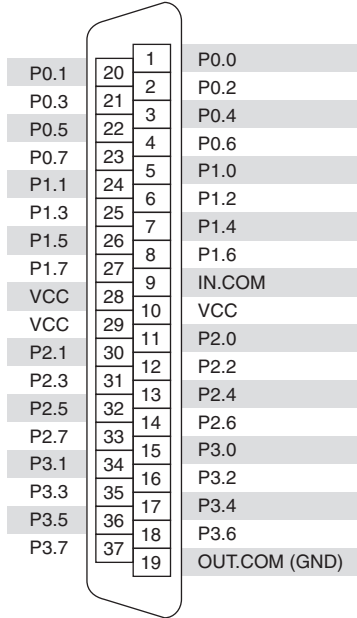 1 P0.0
P0.1 20
2 P0.2
P0.3 21
3 P0.4
P0.5 22
4 P0.6
P0.7 23
5 P1.0
P1.1 24
6 P1.2
P1.3 25
7 P1.4
P1.5 26
8 P1.6
P1.7 27
9 IN.COM
VCC 28
10 VCC
VCC 29
11 P2.0
P2.1 30
12 P2.2
P2.3 31
13 P2.4
P2.5 32
14 P2.6
P2.7 33
15 P3.0
P3.1 34
16 P3.2
P3.3 35
17 P3.4
P3.5 36
18 P3.6
P3.7 37
19 OUT.COM (GND)